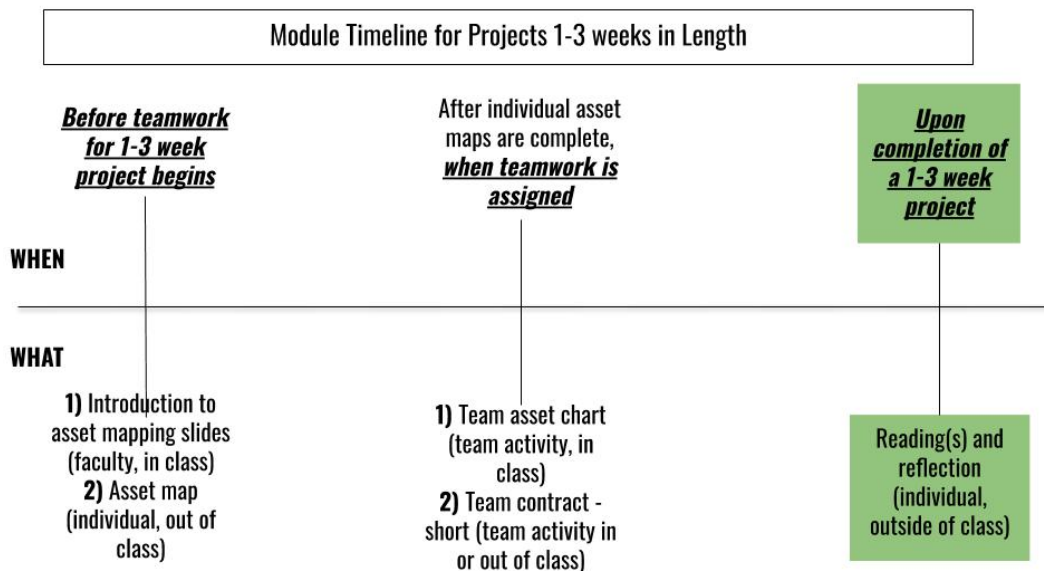 Module Timeline for Projects 1-3 weeks in Length
Before teamwork
for 1-3 week
project begins
After individual asset
maps are complete,
when teamwork is
assigned
Upon
completion of
a 1-3 week
project
WHEN
WHAT
1) Introduction to
asset mapping slides
(faculty, in class)
2) Asset map
(individual, out of
class)
1) Team asset chart
(team activity, in
class)
2) Team contract -
short (team activity in
or out of class)
Reading(s) and
reflection
(individual,
outside of class)